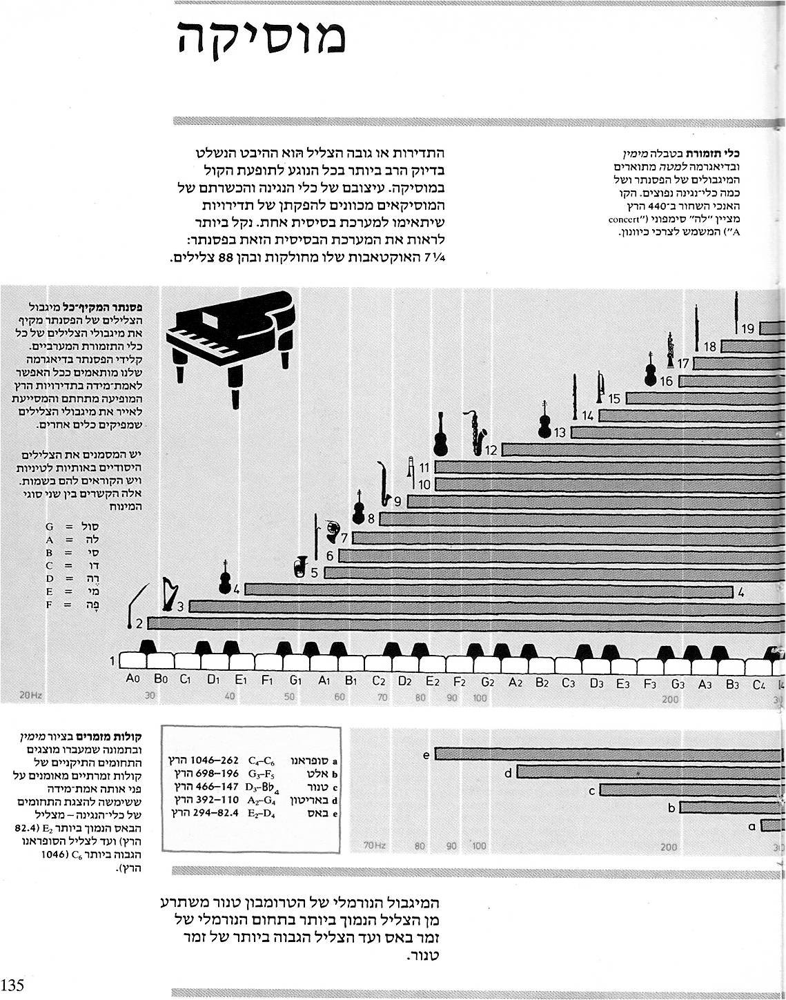 מוסיקה
התדירות או גובה הצליל הוא ההיבט הנשלט
בדיוק הרב ביותר בכל הנוגע לתופעת הקול
במוסיקה. עיצובם של כלי הנגינה והכשרתם של
המוסיקאים מכוונים להפקתן של תדירויות
שיתאימו למערכת בסיסית אחת. נקל ביותר
לראות את המערכת הבסיסית הזאת בפסנתר:
7¼ האוקטאבות שלו מחולקות ובהן 88 צלילים.
כלי תזמורת בטבלה מימין
ובדיאגרמה למטה מתוארים
המיגבולים של הפסנתר ושל
כמה כלי־נגינה נפוצים. הקו
האנכי השחור ב־440 הרץ
מציין "לה" סימפוני ("concert
A") המשמש לצרכי כיוונון.
פסנתר המקיף־כל מיגבול
הצלילים של הפסנתר מקיף
את מיגבולי הצלילים של כל
כלי התזמורת המערביים.
קלידי הפסנתר בדיאגרמה
שלנו מותאמים ככל האפשר
לאמת־מידה בתדירויות הרץ
המופיעה מתחתם והמסייעת
לאייר את מיגבולי הצלילים
שמפיקים כלים אחרים.
יש המסמנים את הצלילים
היסודיים באותיות לטיניות
ויש הקוראים להם בשמות.
אלה הקשרים בין שני סוגי
המינוח
סול = G
לה = A
סי = B
דו = C
רֶה = D
מי = E
פָה = F
19
18
17
16
15
14
13
12
11
10
9
8
7
6
5
4 4
3
2
1
A0 B0 C1 D1 E1 F1 G1 A1 B1 C2 D2 E2 F2 G2 A2 B2 C3 D3 E3 F3 G3 A3 B3 C4
20Hz 30 40 50 60 70 80 90 100 200
קולות מזמרים בציור מימין
ובתמונה שמעברו מוצגים
התחומים התיקניים של
קולות זמרתיים מאומנים על
פני אותה אמת־מידה
ששימשה להצגת התחומים
של כלי־הנגינה – מצליל
הבאס הנמוך ביותר E₂ (82.4
הרץ) ועד לצליל הסופראנו
הגבוה ביותר C₆ (1046
הרץ).
a סופראנו C₄–C₆ 262–1046 הרץ
b אלט G₃–F₅ 196–698 הרץ
c טנור D₃–Bb₄ 147–466 הרץ
d באריטון A₂–G₄ 110–392 הרץ
e באס E₂–D₄ 82.4–294 הרץ
e
d
c
b
a
70Hz 80 90 100 200
המיגבול הנורמלי של הטרומבון טנור משתרע
מן הצליל הנמוך ביותר בתחום הנורמלי של
זמר באס ועד הצליל הגבוה ביותר של זמר
טנור.
135